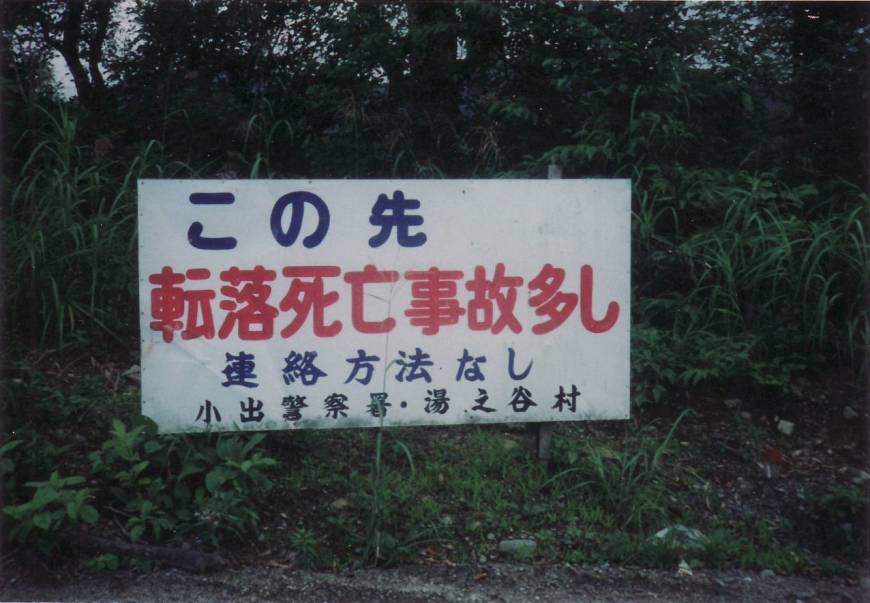 この先
転落死亡事故多し
連絡方法なし
小出警察署・湯之谷村